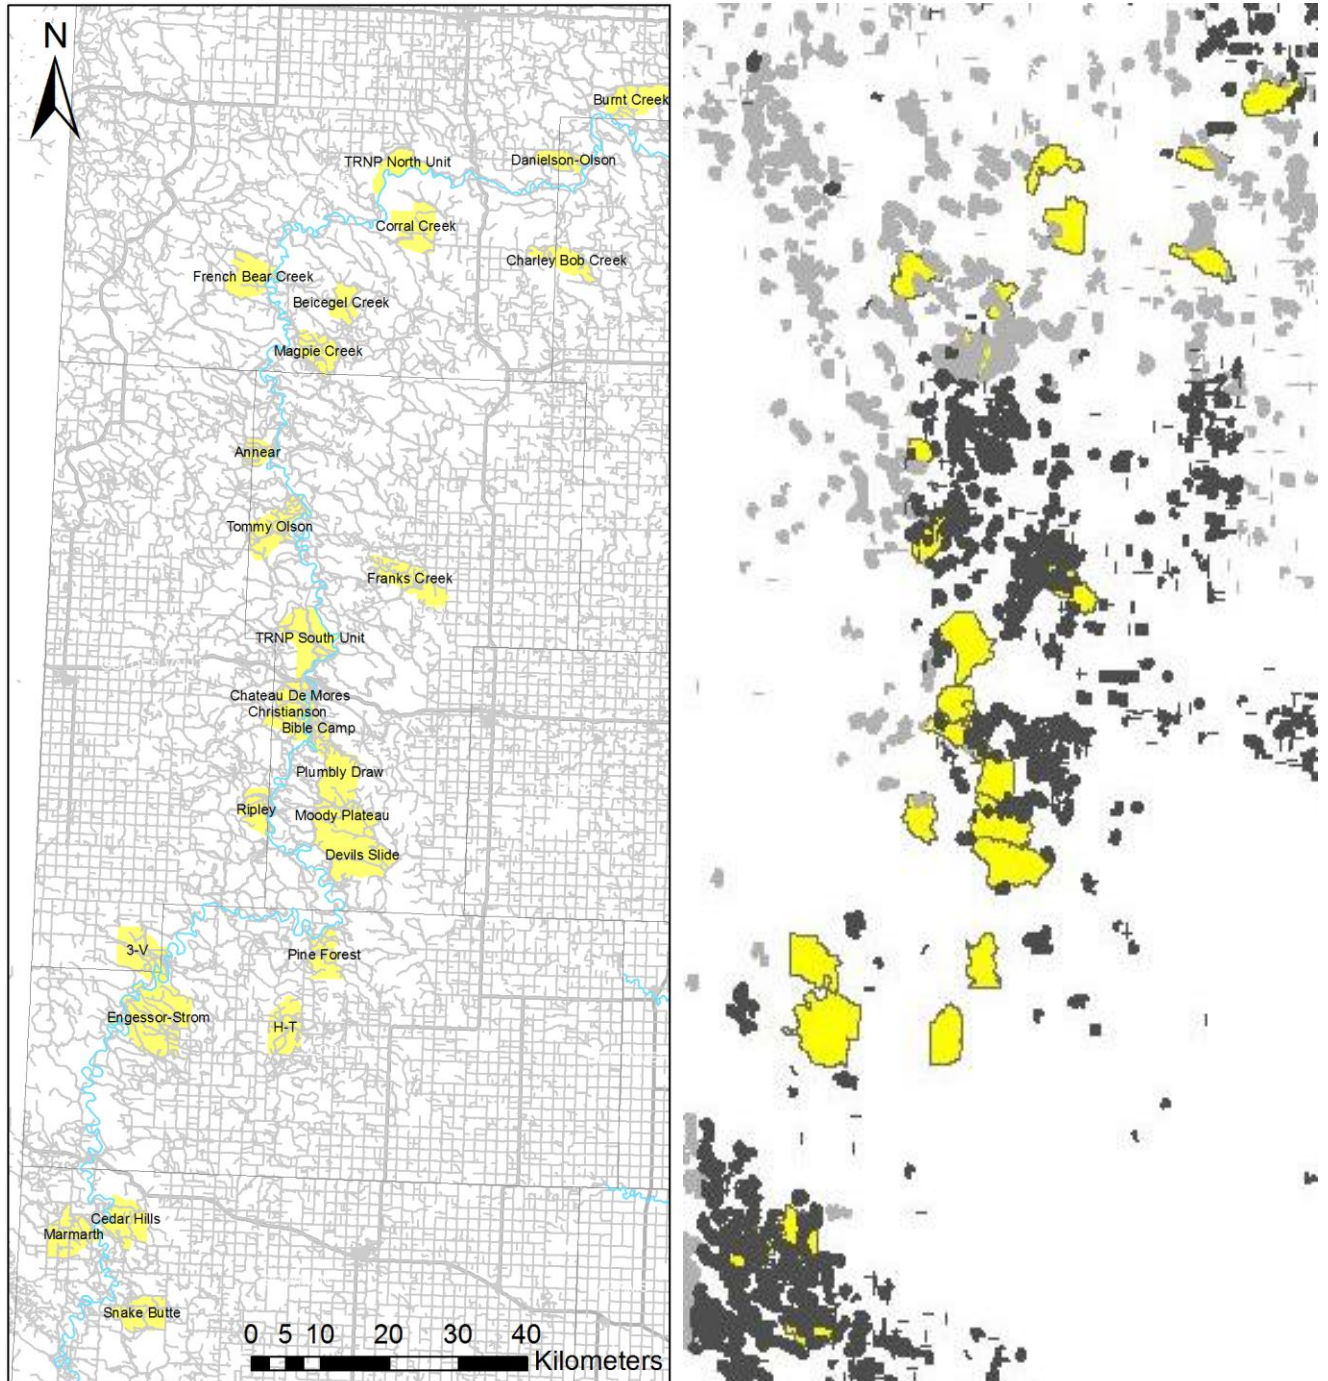 N
Burnt Creek
TRNP North Unit
Danielson-Olson
Corral Creek
Charley Bob Creek
French Bear Creek
Beicegel Creek
Magpie Creek
Annear
Tommy Olson
Franks Creek
TRNP South Unit
Chateau De Mores
Christianson
Bible Camp
Plumbly Draw
Ripley
Moody Plateau
Devils Slide
3-V
Pine Forest
Engessor-Strom
H-T
Cedar Hills
Marmarth
Snake Butte
0 5 10 20 30 40
Kilometers